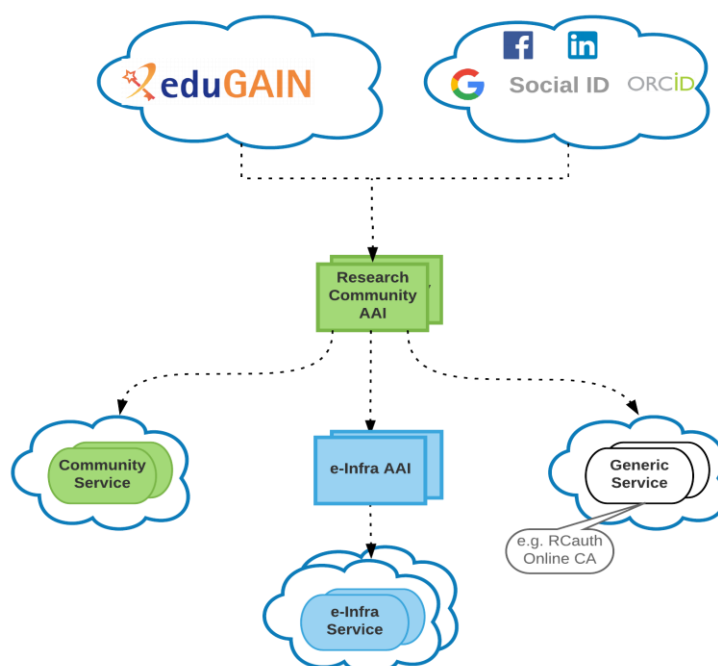 eduGAIN
Social ID
ORCiD
Research
Community
AAI
Community
Service
e-Infra AAI
Generic
Service
e.g. RCauth
Online CA
e-Infra
Service